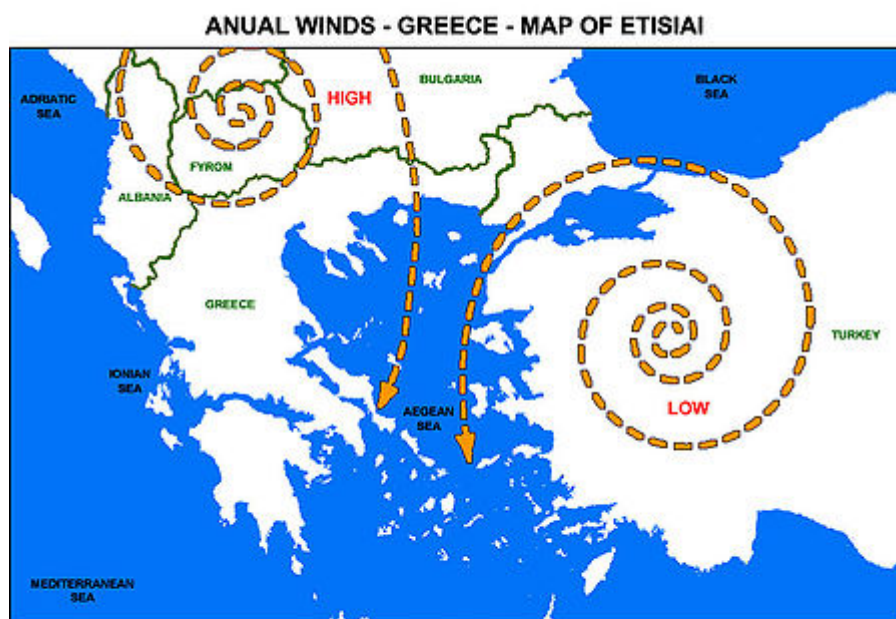 ANUAL WINDS - GREECE - MAP OF ETISIAI
BLACK
SEA
BULGARIA
HIGH
ADRIATIC
SEA
FYROM
ALBANIA
GREECE
TURKEY
IONIAN
SEA
AEGEAN
SEA
LOW
MEDITERRANEAN
SEA